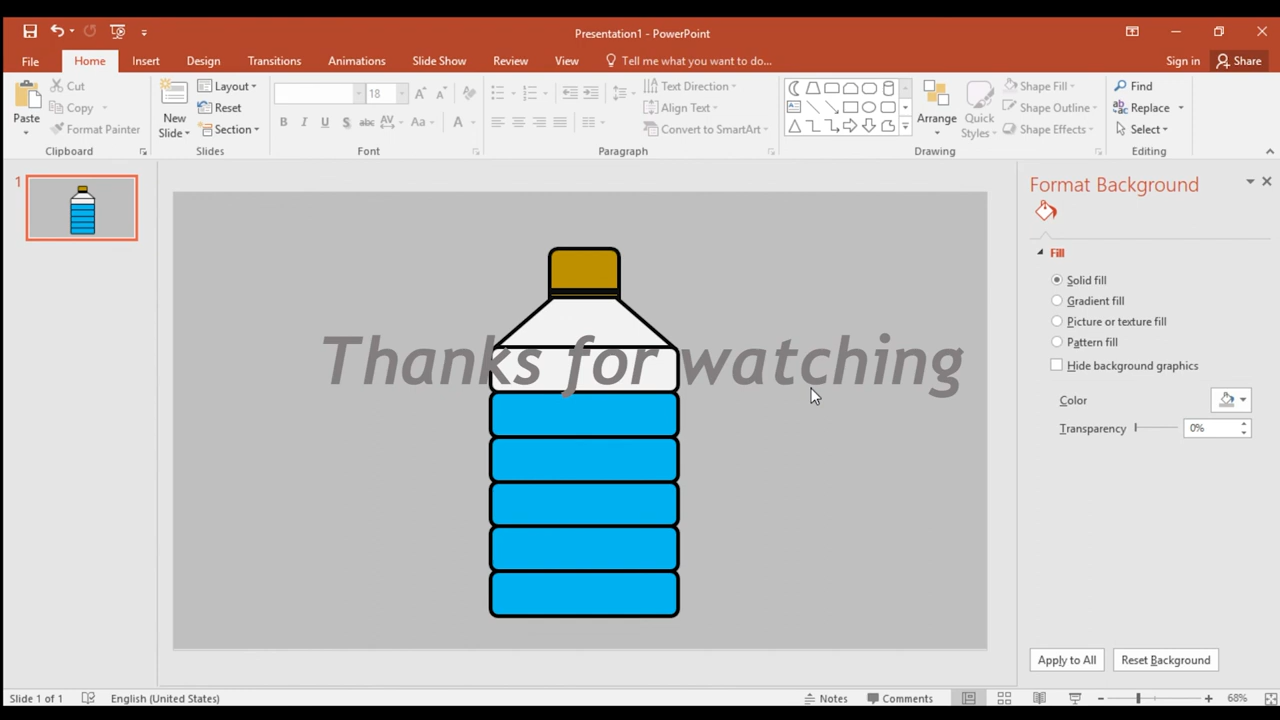 Presentation1 - PowerPoint
File Home Insert Design Transitions Animations Slide Show Review View Tell me what you want to do... Sign in Share
Paste
Cut
Copy
Format Painter
Clipboard
New
Slide
Layout
Reset
Section
Slides
18
B I U S abc AV Aa A
Font
Text Direction
Align Text
Convert to SmartArt
Paragraph
Arrange
Quick
Styles
Shape Fill
Shape Outline
Shape Effects
Drawing
Find
Replace
Select
Editing
1
Thanks for watching
Format Background
Fill
Solid fill
Gradient fill
Picture or texture fill
Pattern fill
Hide background graphics
Color
Transparency 0%
Apply to All Reset Background
Slide 1 of 1 English (United States) Notes Comments 68%